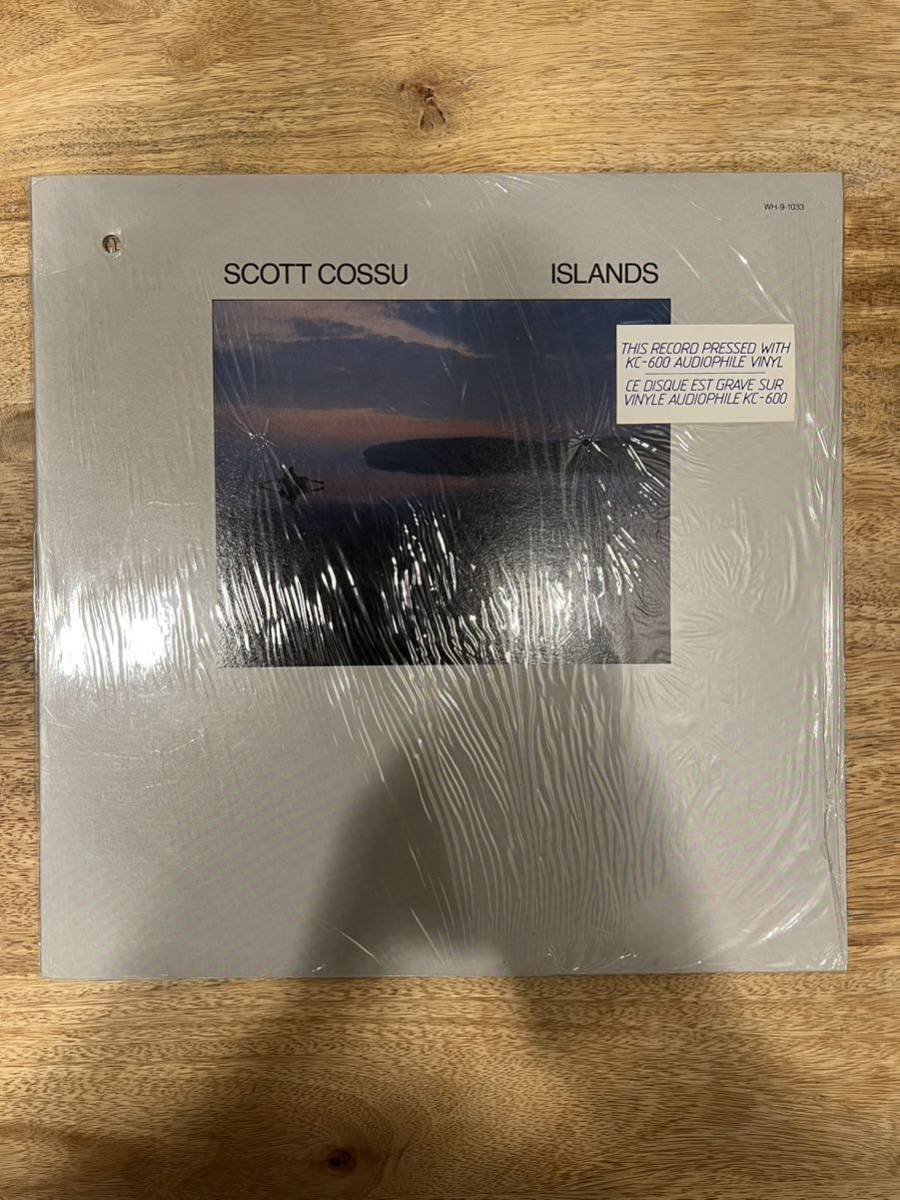 WH-9-1033
SCOTT COSSU ISLANDS
THIS RECORD PRESSED WITH
KC-600 AUDIOPHILE VINYL
CE DISQUE EST GRAVE SUR
VINYLE AUDIOPHILE KC-600